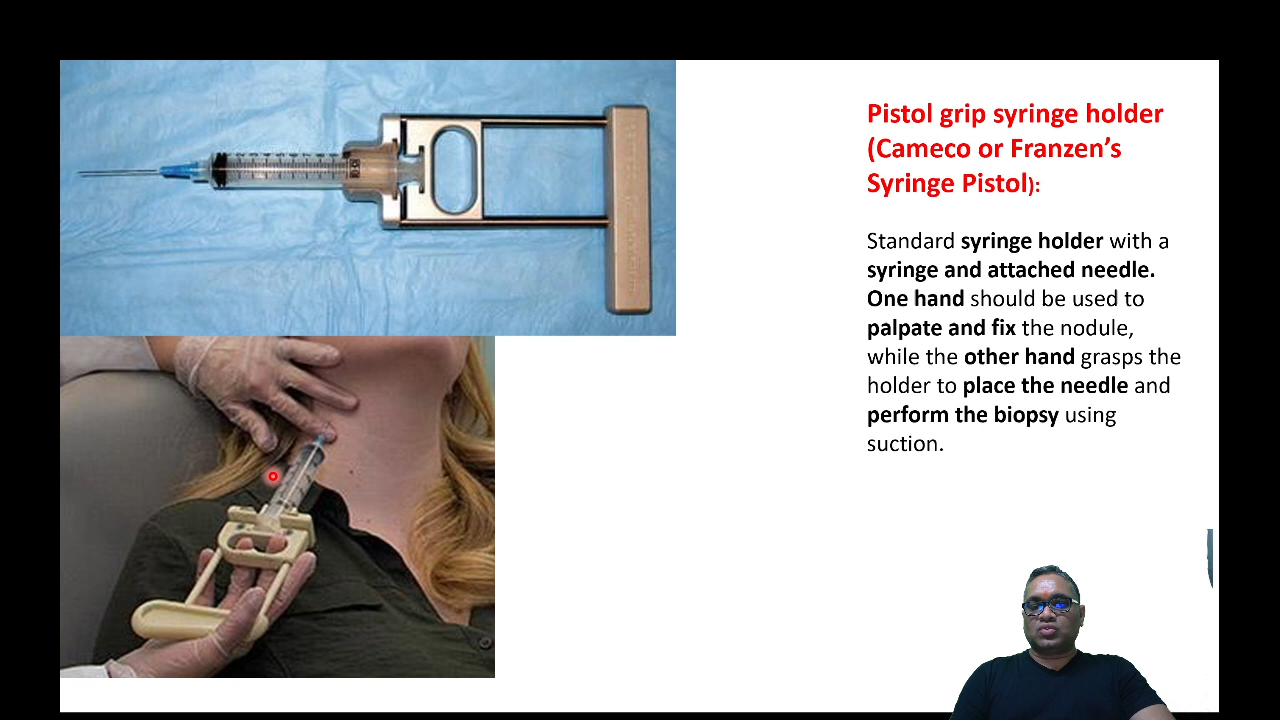 Pistol grip syringe holder
(Cameco or Franzen’s
Syringe Pistol):
Standard syringe holder with a
syringe and attached needle.
One hand should be used to
palpate and fix the nodule,
while the other hand grasps the
holder to place the needle and
perform the biopsy using
suction.